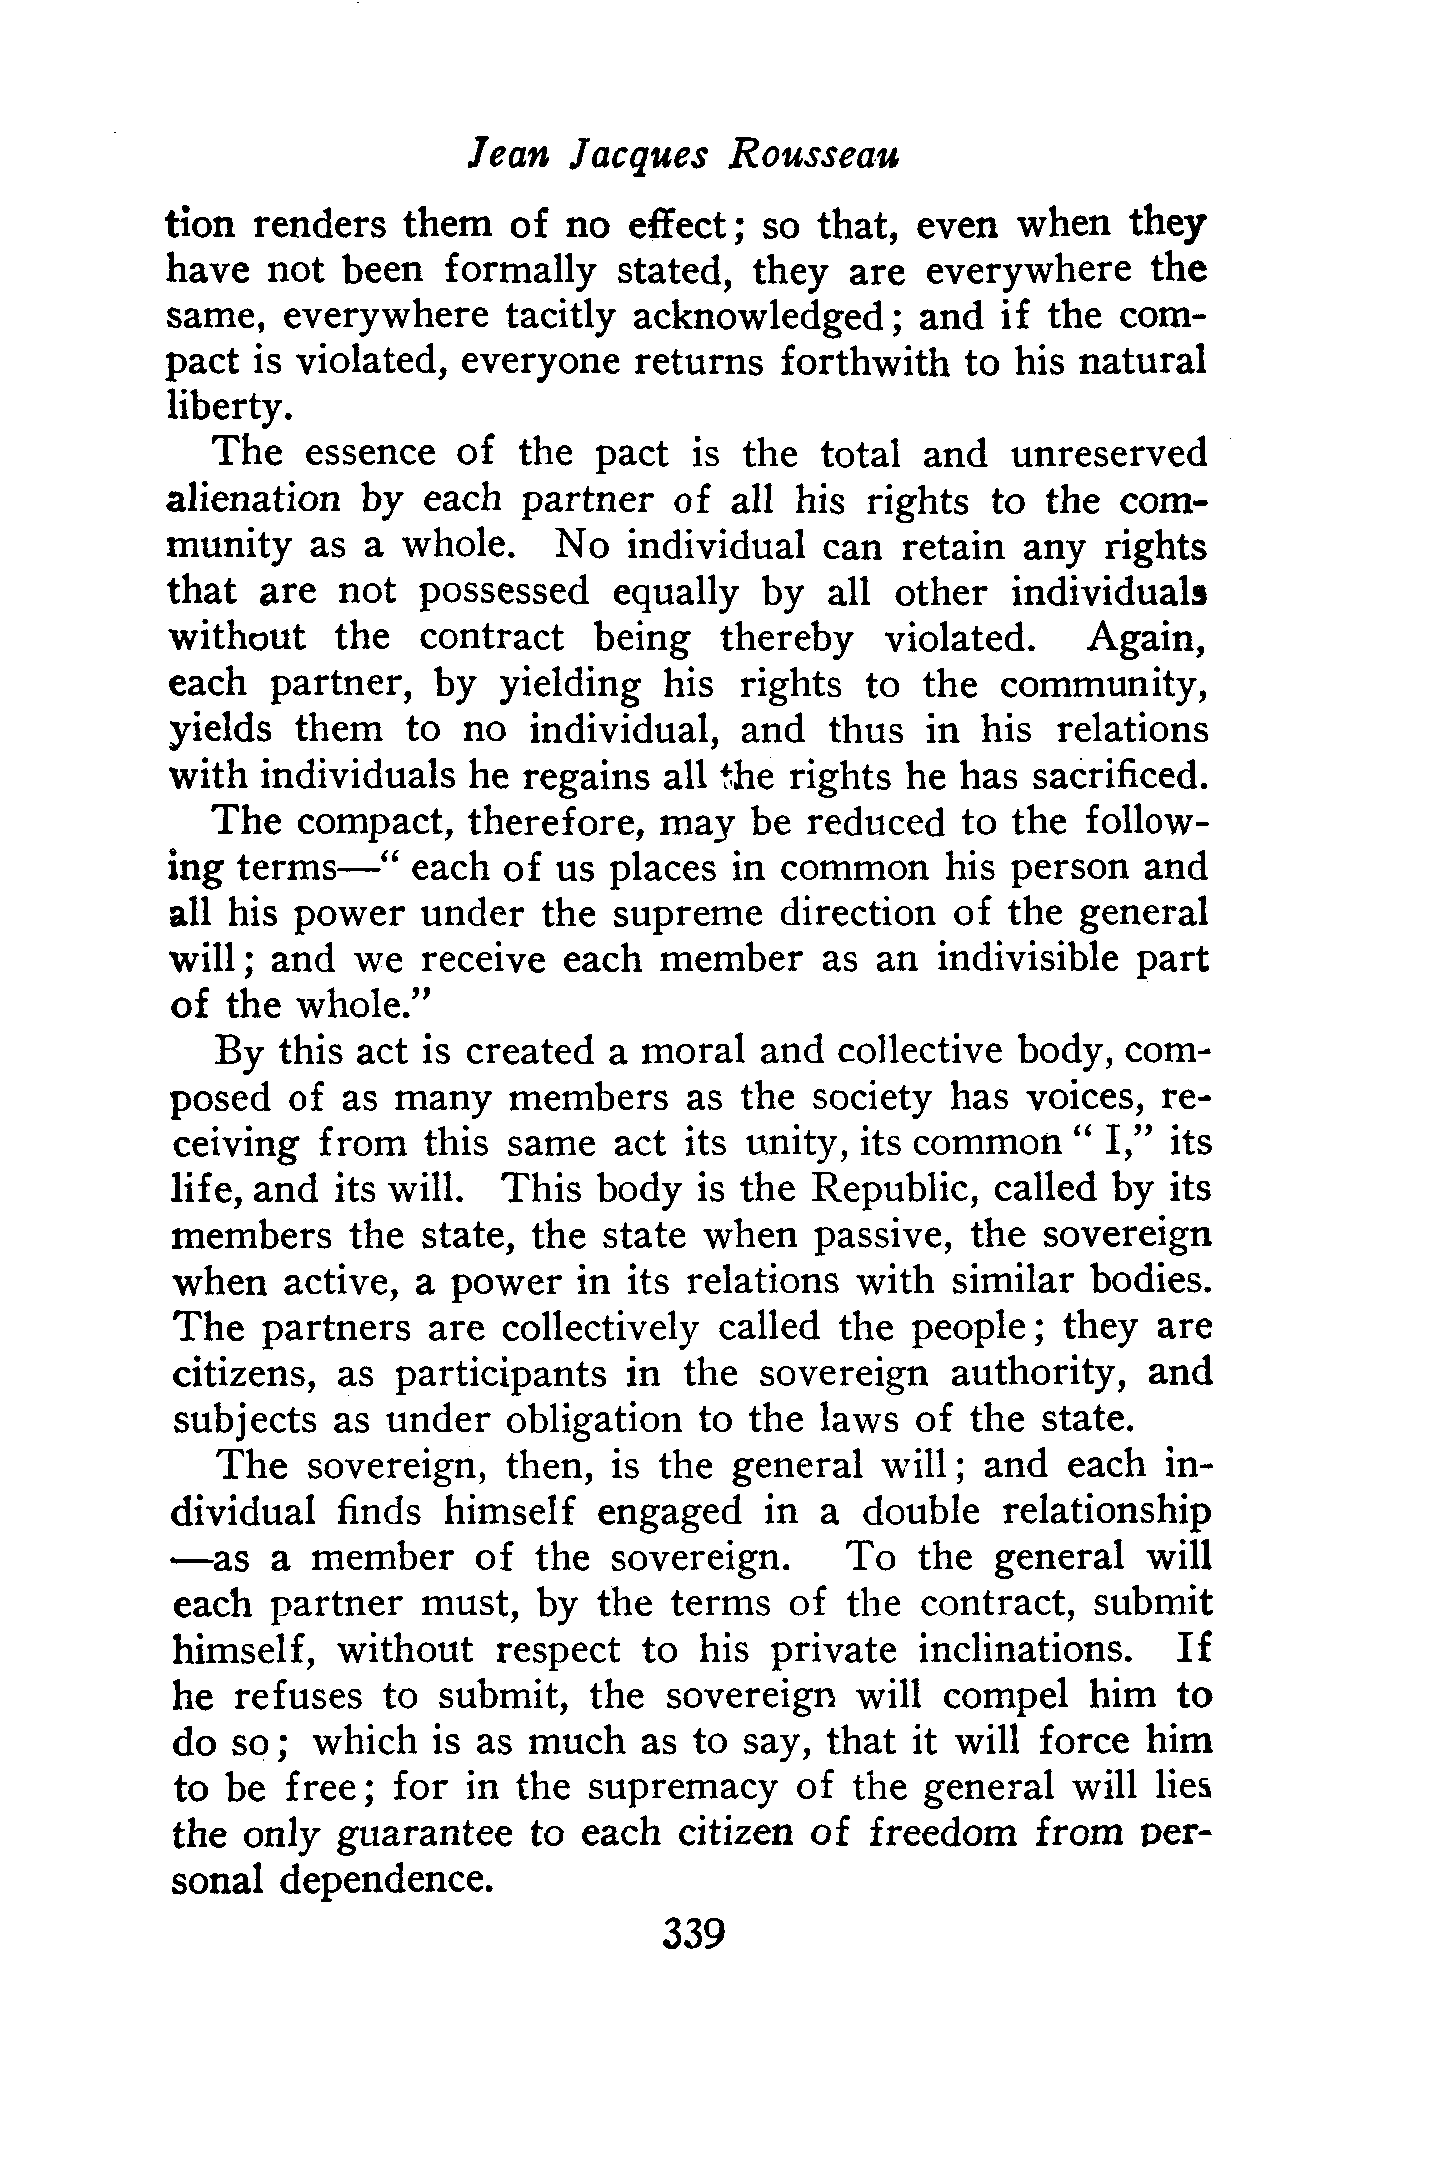 Jean Jacques Rousseau
tion renders them of no effect; so that, even when they
have not been formally stated, they are everywhere the
same, everywhere tacitly acknowledged; and if the com-
pact is violated, everyone returns forthwith to his natural
liberty.
The essence of the pact is the total and unreserved
alienation by each partner of all his rights to the com-
munity as a whole. No individual can retain any rights
that are not possessed equally by all other individuals
without the contract being thereby violated. Again,
each partner, by yielding his rights to the community,
yields them to no individual, and thus in his relations
with individuals he regains all the rights he has sacrificed.
The compact, therefore, may be reduced to the follow-
ing terms—“ each of us places in common his person and
all his power under the supreme direction of the general
will; and we receive each member as an indivisible part
of the whole.”
By this act is created a moral and collective body, com-
posed of as many members as the society has voices, re-
ceiving from this same act its unity, its common “ I,” its
life, and its will. This body is the Republic, called by its
members the state, the state when passive, the sovereign
when active, a power in its relations with similar bodies.
The partners are collectively called the people; they are
citizens, as participants in the sovereign authority, and
subjects as under obligation to the laws of the state.
The sovereign, then, is the general will; and each in-
dividual finds himself engaged in a double relationship
—as a member of the sovereign. To the general will
each partner must, by the terms of the contract, submit
himself, without respect to his private inclinations. If
he refuses to submit, the sovereign will compel him to
do so; which is as much as to say, that it will force him
to be free; for in the supremacy of the general will lies
the only guarantee to each citizen of freedom from per-
sonal dependence.
339